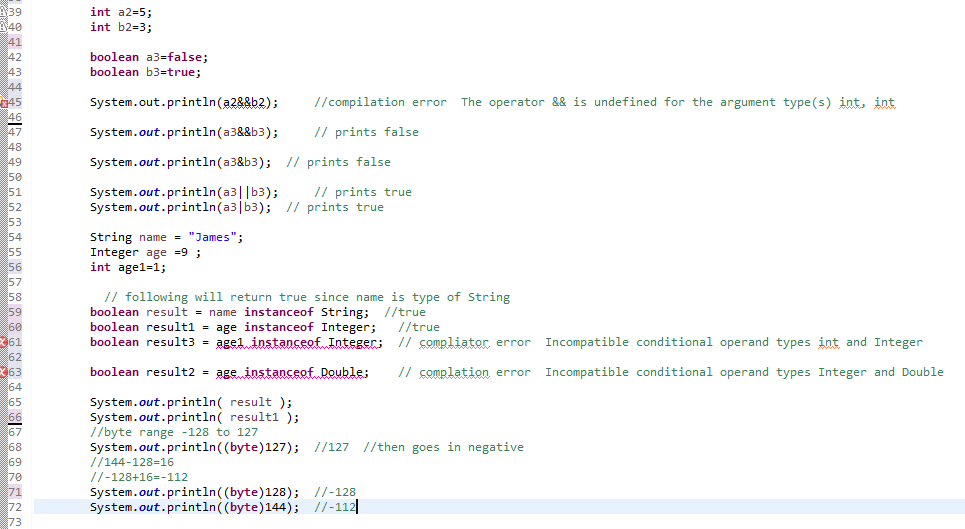 39 int a2=5;
40 int b2=3;
41
42 boolean a3=false;
43 boolean b3=true;
44
45 System.out.println(a2&&b2); //compilation error The operator && is undefined for the argument type(s) int, int
46
47 System.out.println(a3&&b3); // prints false
48
49 System.out.println(a3&b3); // prints false
50
51 System.out.println(a3||b3); // prints true
52 System.out.println(a3|b3); // prints true
53
54 String name = "James";
55 Integer age =9 ;
56 int age1=1;
57
58 // following will return true since name is type of String
59 boolean result = name instanceof String; //true
60 boolean result1 = age instanceof Integer; //true
61 boolean result3 = age1 instanceof Integer; // compliator error Incompatible conditional operand types int and Integer
62
63 boolean result2 = age instanceof Double; // complation error Incompatible conditional operand types Integer and Double
64
65 System.out.println( result );
66 System.out.println( result1 );
67 //byte range -128 to 127
68 System.out.println((byte)127); //127 //then goes in negative
69 //144-128=16
70 //-128+16=-112
71 System.out.println((byte)128); //-128
72 System.out.println((byte)144); //-112
73